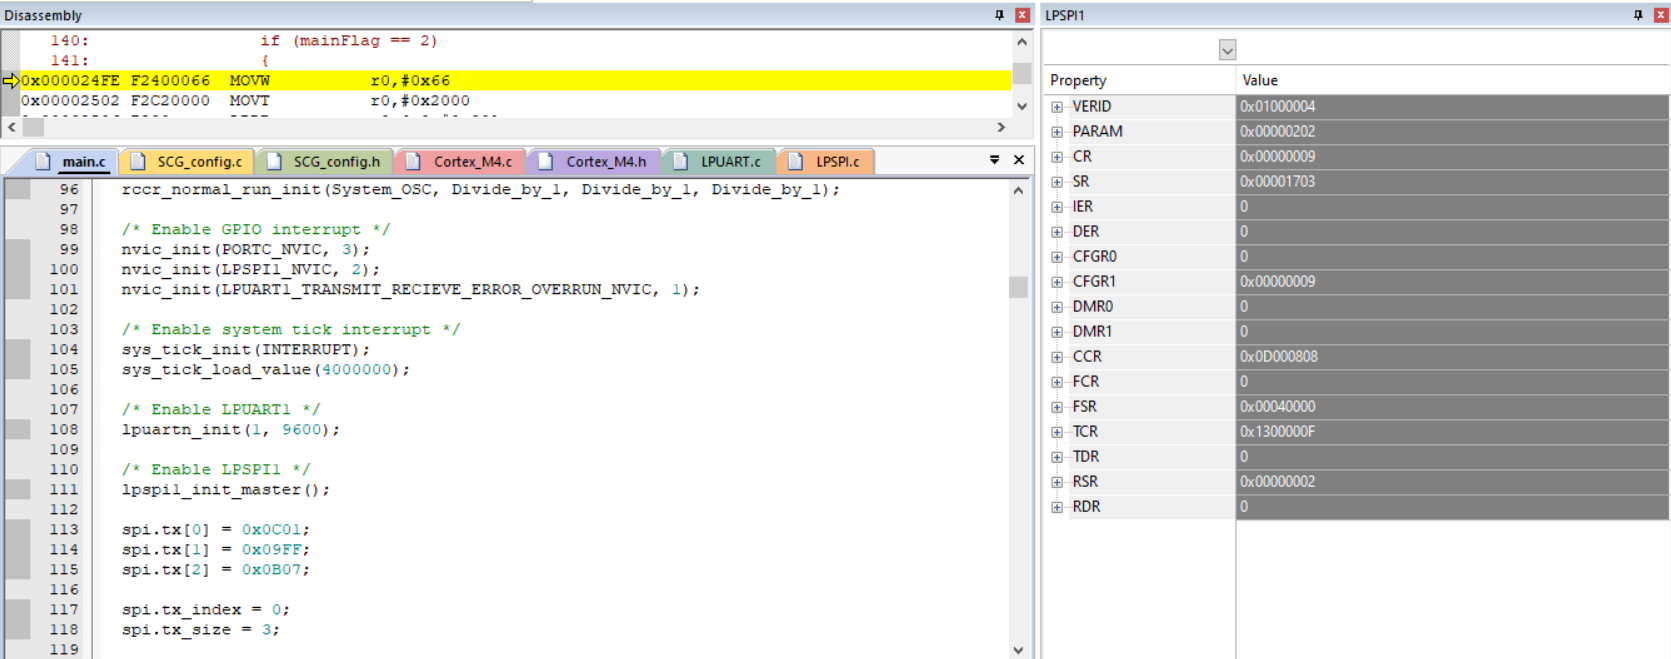 Disassembly
140: if (mainFlag == 2)
141: {
0x000024FE F2400066 MOVW r0,#0x66
0x00002502 F2C20000 MOVT r0,#0x2000
main.c SCG_config.c SCG_config.h Cortex_M4.c Cortex_M4.h LPUART.c LPSPI.c
96 rccr_normal_run_init(System_OSC, Divide_by_1, Divide_by_1, Divide_by_1);
97
98 /* Enable GPIO interrupt */
99 nvic_init(PORTC_NVIC, 3);
100 nvic_init(LPSPI1_NVIC, 2);
101 nvic_init(LPUART1_TRANSMIT_RECIEVE_ERROR_OVERRUN_NVIC, 1);
102
103 /* Enable system tick interrupt */
104 sys_tick_init(INTERRUPT);
105 sys_tick_load_value(4000000);
106
107 /* Enable LPUART1 */
108 lpuartn_init(1, 9600);
109
110 /* Enable LPSPI1 */
111 lpspi1_init_master();
112
113 spi.tx[0] = 0x0C01;
114 spi.tx[1] = 0x09FF;
115 spi.tx[2] = 0x0B07;
116
117 spi.tx_index = 0;
118 spi.tx_size = 3;
119
LPSPI1
Property Value
VERID 0x01000004
PARAM 0x00000202
CR 0x00000009
SR 0x00001703
IER 0
DER 0
CFGR0 0
CFGR1 0x00000009
DMR0 0
DMR1 0
CCR 0x0D000808
FCR 0
FSR 0x00040000
TCR 0x1300000F
TDR 0
RSR 0x00000002
RDR 0